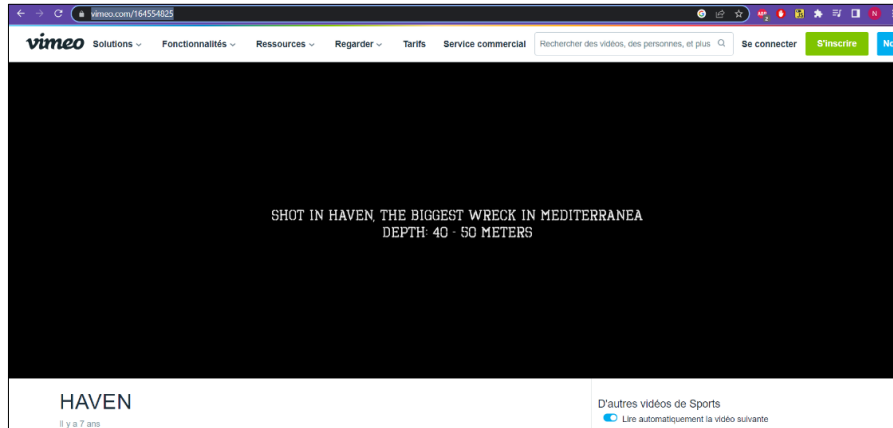 vimeo.com/164554825
vimeo Solutions Fonctionnalités Ressources Regarder Tarifs Service commercial Rechercher des vidéos, des personnes, et plus Se connecter S'inscrire
SHOT IN HAVEN, THE BIGGEST WRECK IN MEDITERRANEA
DEPTH: 40 - 50 METERS
HAVEN
Il y a 7 ans
D'autres vidéos de Sports
Lire automatiquement la vidéo suivante